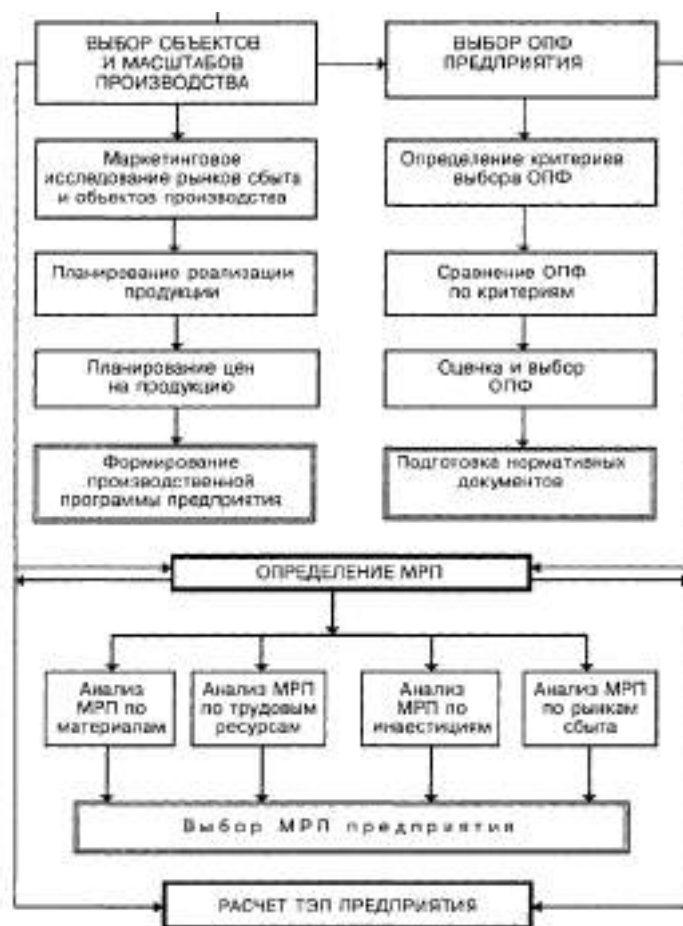 ВЫБОР ОБЪЕКТОВ
И МАСШТАБОВ
ПРОИЗВОДСТВА
ВЫБОР ОПФ
ПРЕДПРИЯТИЯ
Маркетинговое
исследование рынков сбыта
и объектов производства
Определение критериев
выбора ОПФ
Планирование реализации
продукции
Сравнение ОПФ
по критериям
Планирование цен
на продукцию
Оценка и выбор
ОПФ
Формирование
производственной
программы предприятия
Подготовка нормативных
документов
ОПРЕДЕЛЕНИЕ МРП
Анализ
МРП по
материалам
Анализ МРП
по трудовым
ресурсам
Анализ
МРП по
инвестициям
Анализ МРП
по рынкам
сбыта
Выбор МРП предприятия
РАСЧЕТ ТЭП ПРЕДПРИЯТИЯ